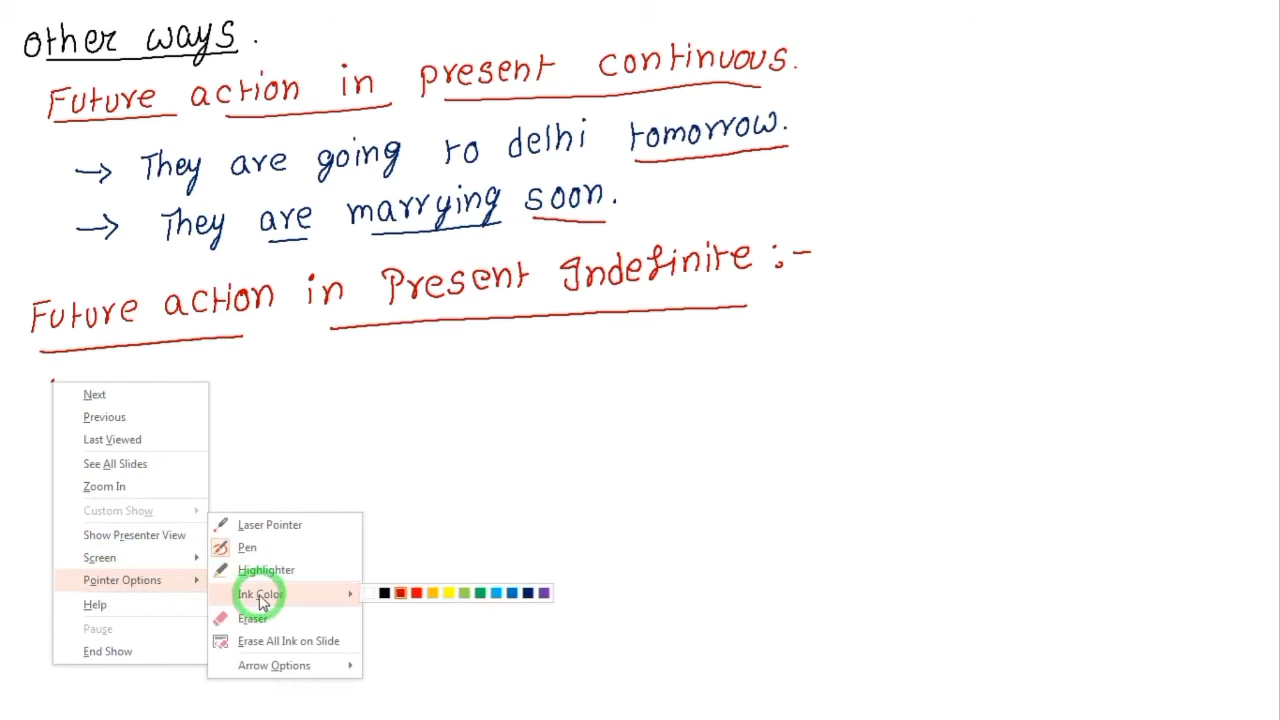 other ways.
Future action in present continuous.
→ They are going to delhi tomorrow.
→ They are marrying soon.
Future action in Present Indefinite :-
Next
Previous
Last Viewed
See All Slides
Zoom In
Custom Show
Show Presenter View
Screen
Pointer Options
Help
Pause
End Show
Laser Pointer
Pen
Highlighter
Ink Color
Eraser
Erase All Ink on Slide
Arrow Options